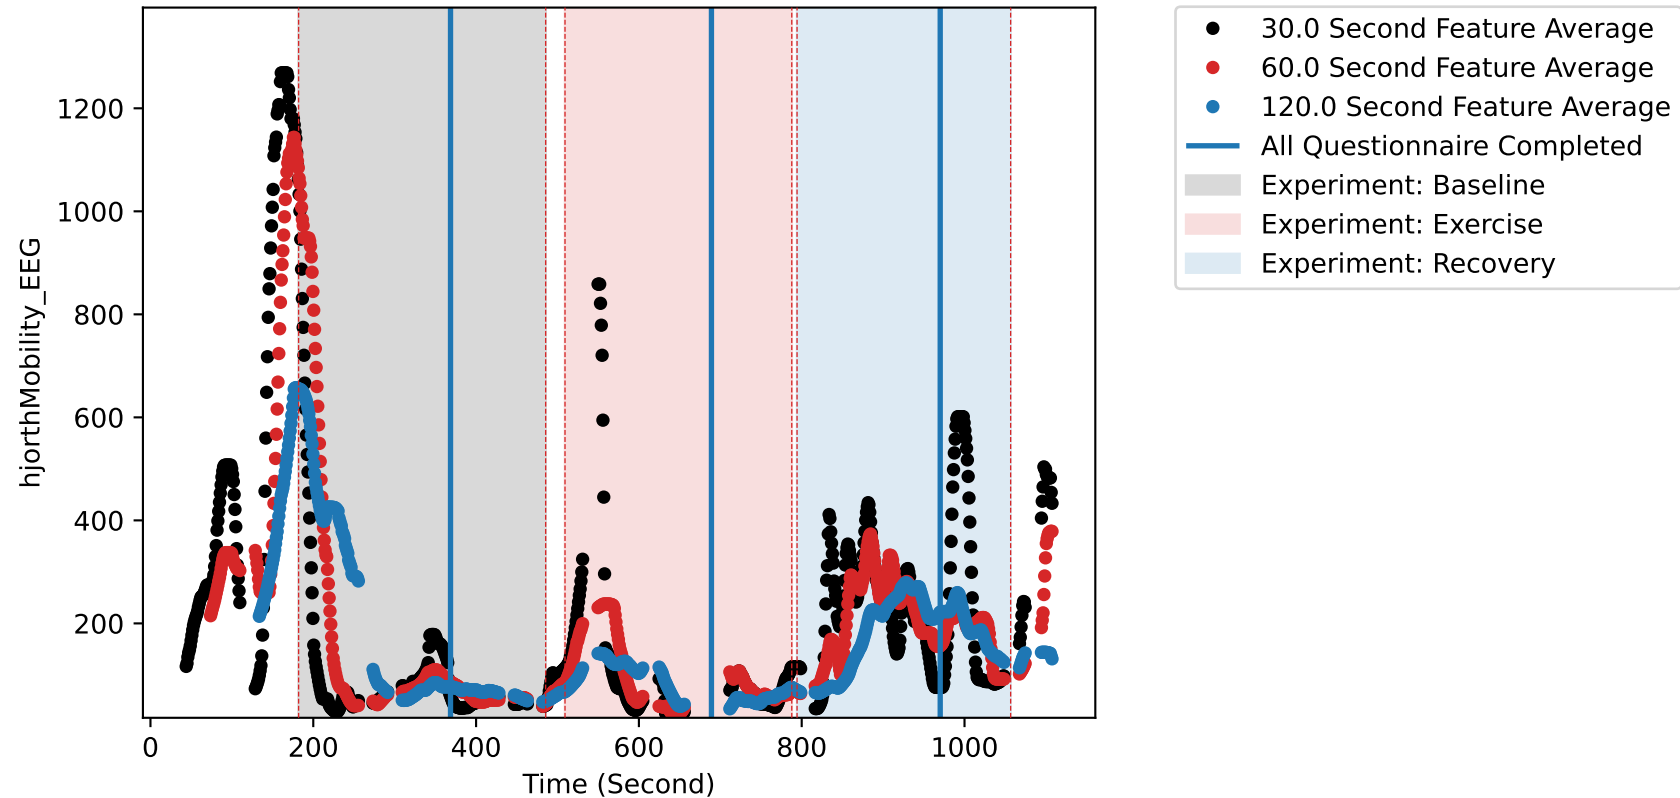 1200
1000
800
600
400
200
hjorthMobility_EEG
0
200
400
600
800
1000
Time (Second)
30.0 Second Feature Average
60.0 Second Feature Average
120.0 Second Feature Average
All Questionnaire Completed
Experiment: Baseline
Experiment: Exercise
Experiment: Recovery